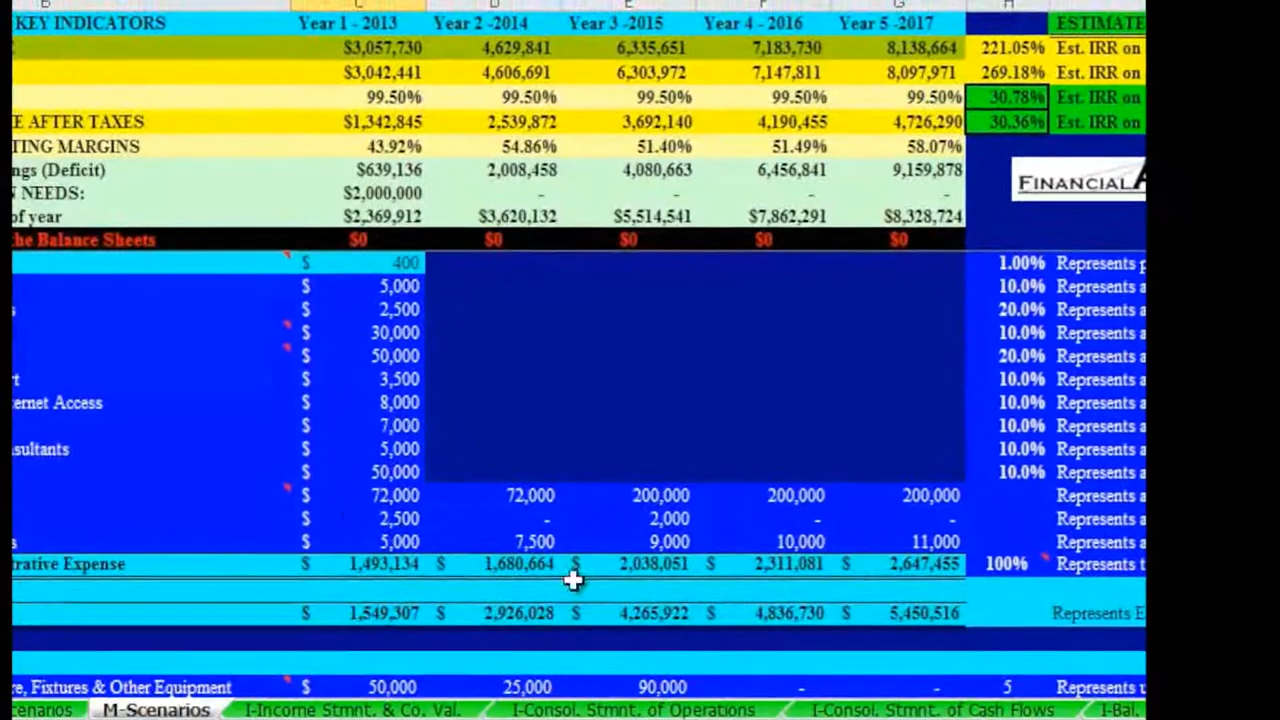 B C D E F G H
KEY INDICATORS Year 1 - 2013 Year 2 -2014 Year 3 -2015 Year 4 - 2016 Year 5 -2017 ESTIMATE
$3,057,730 4,629,841 6,335,651 7,183,730 8,138,664 221.05% Est. IRR on
$3,042,441 4,606,691 6,303,972 7,147,811 8,097,971 269.18% Est. IRR on
99.50% 99.50% 99.50% 99.50% 99.50% 30.78% Est. IRR on
E AFTER TAXES $1,342,845 2,539,872 3,692,140 4,190,455 4,726,290 30.36% Est. IRR on
TING MARGINS 43.92% 54.86% 51.40% 51.49% 58.07%
ngs (Deficit) $639,136 2,008,458 4,080,663 6,456,841 9,159,878
N NEEDS: $2,000,000 - - - -
FINANCIALA
of year $2,369,912 $3,620,132 $5,514,541 $7,862,291 $8,328,724
the Balance Sheets $0 $0 $0 $0 $0
$ 400 1.00% Represents p
$ 5,000 10.0% Represents a
s $ 2,500 20.0% Represents a
$ 30,000 10.0% Represents a
$ 50,000 20.0% Represents a
rt $ 3,500 10.0% Represents a
ernet Access $ 8,000 10.0% Represents a
$ 7,000 10.0% Represents a
nsultants $ 5,000 10.0% Represents a
$ 50,000 10.0% Represents a
$ 72,000 72,000 200,000 200,000 200,000 Represents a
$ 2,500 - 2,000 - - Represents a
s $ 5,000 7,500 9,000 10,000 11,000 Represents a
trative Expense $ 1,493,134 $ 1,680,664 $ 2,038,051 $ 2,311,081 $ 2,647,455 100% Represents t
$ 1,549,307 $ 2,926,028 $ 4,265,922 $ 4,836,730 $ 5,450,516 Represents E
re, Fixtures & Other Equipment $ 50,000 25,000 90,000 - - 5 Represents u
cenarios M-Scenarios I-Income Stmnt. & Co. Val. I-Consol. Stmnt. of Operations I-Consol. Stmnt. of Cash Flows I-Bal.